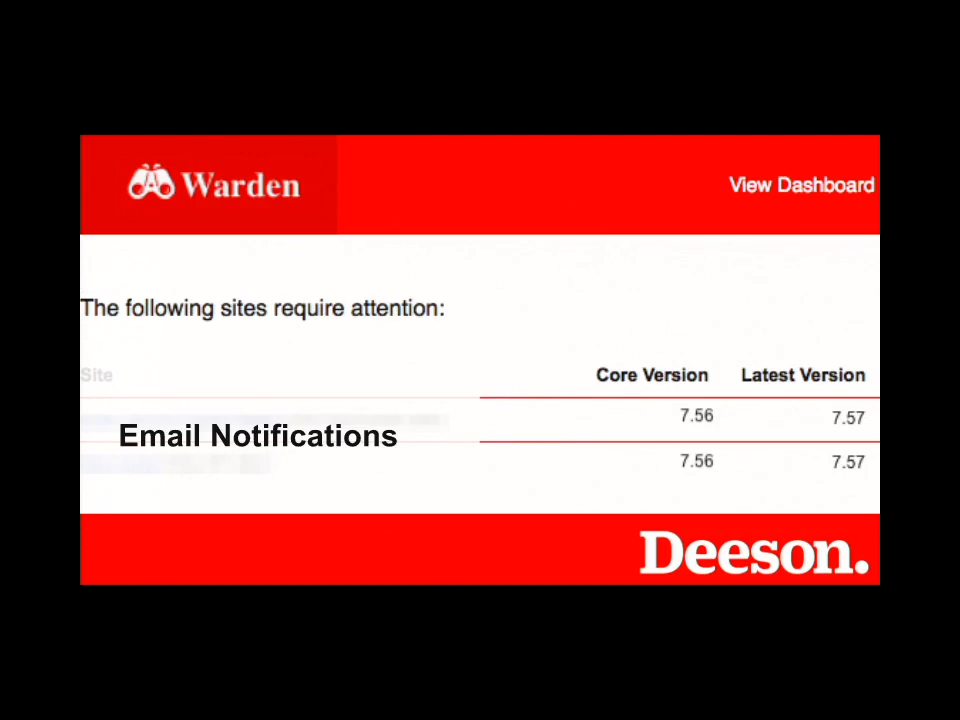 Warden
View Dashboard
The following sites require attention:
Site Core Version Latest Version
7.56 7.57
Email Notifications
7.56 7.57
Deeson.